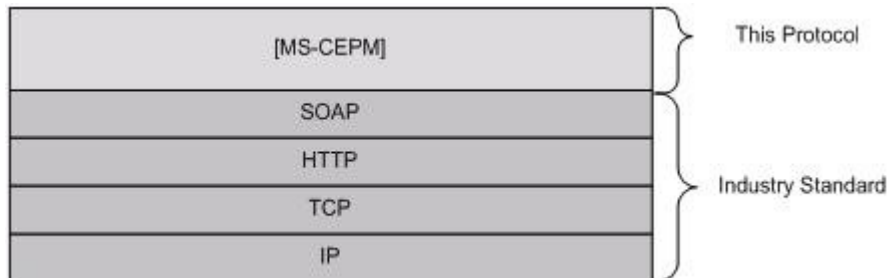 [MS-CEPM]
This Protocol
SOAP
HTTP
TCP
IP
Industry Standard